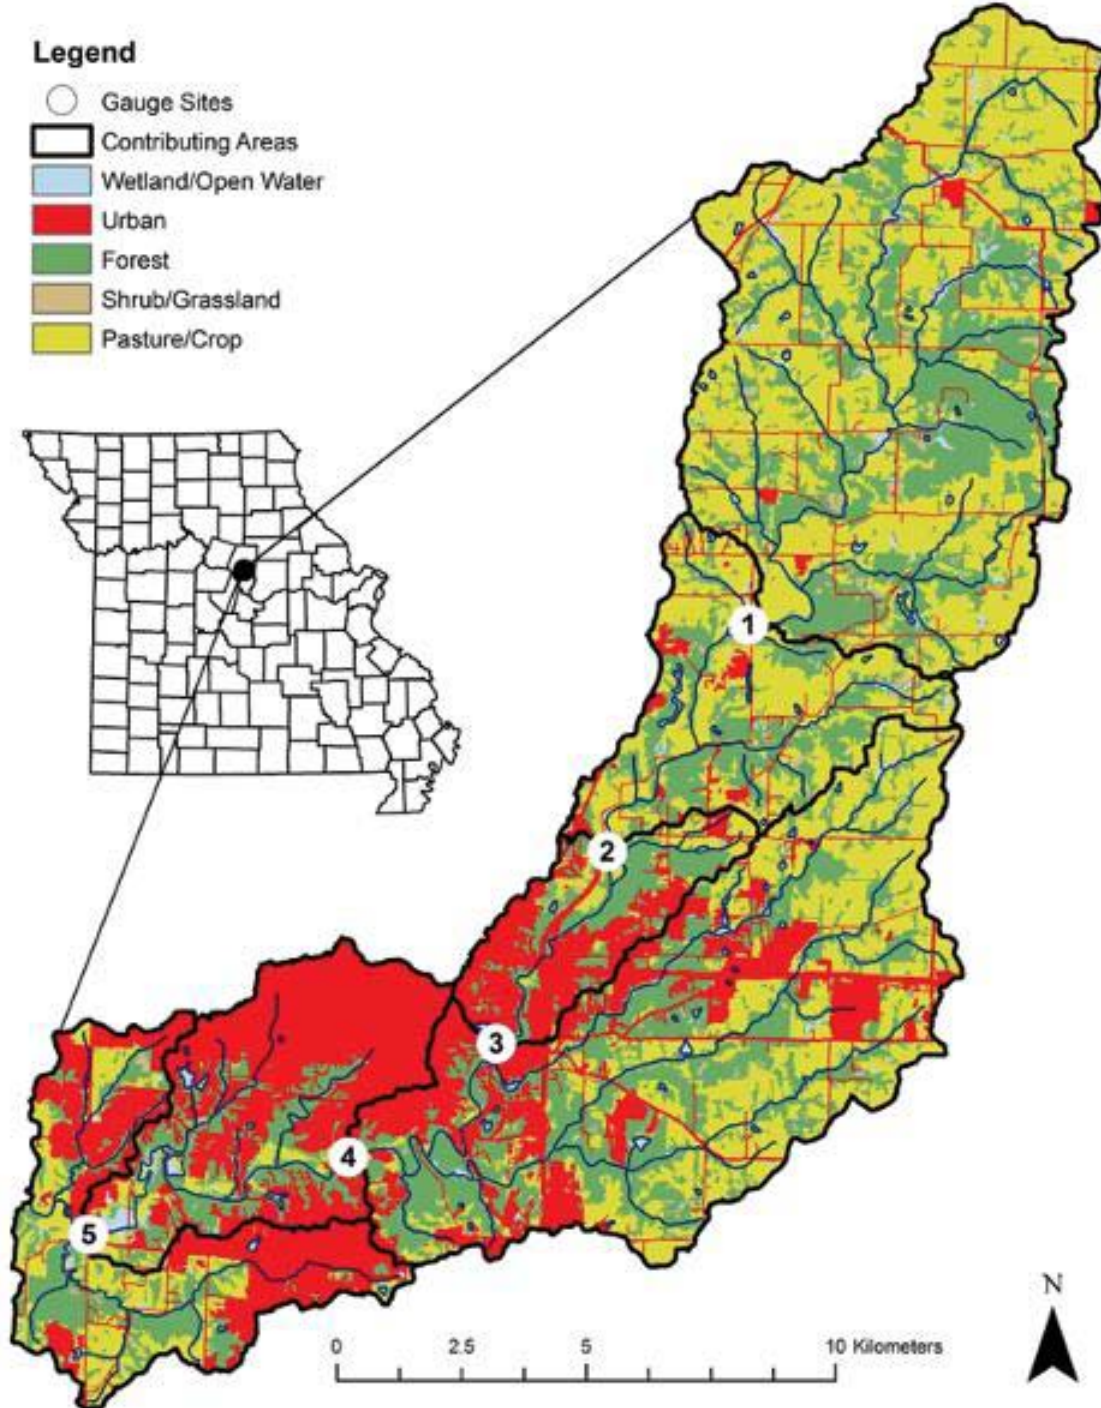 Legend
Gauge Sites
Contributing Areas
Wetland/Open Water
Urban
Forest
Shrub/Grassland
Pasture/Crop
1
2
3
4
5
N
0 2.5 5 10 Kilometers